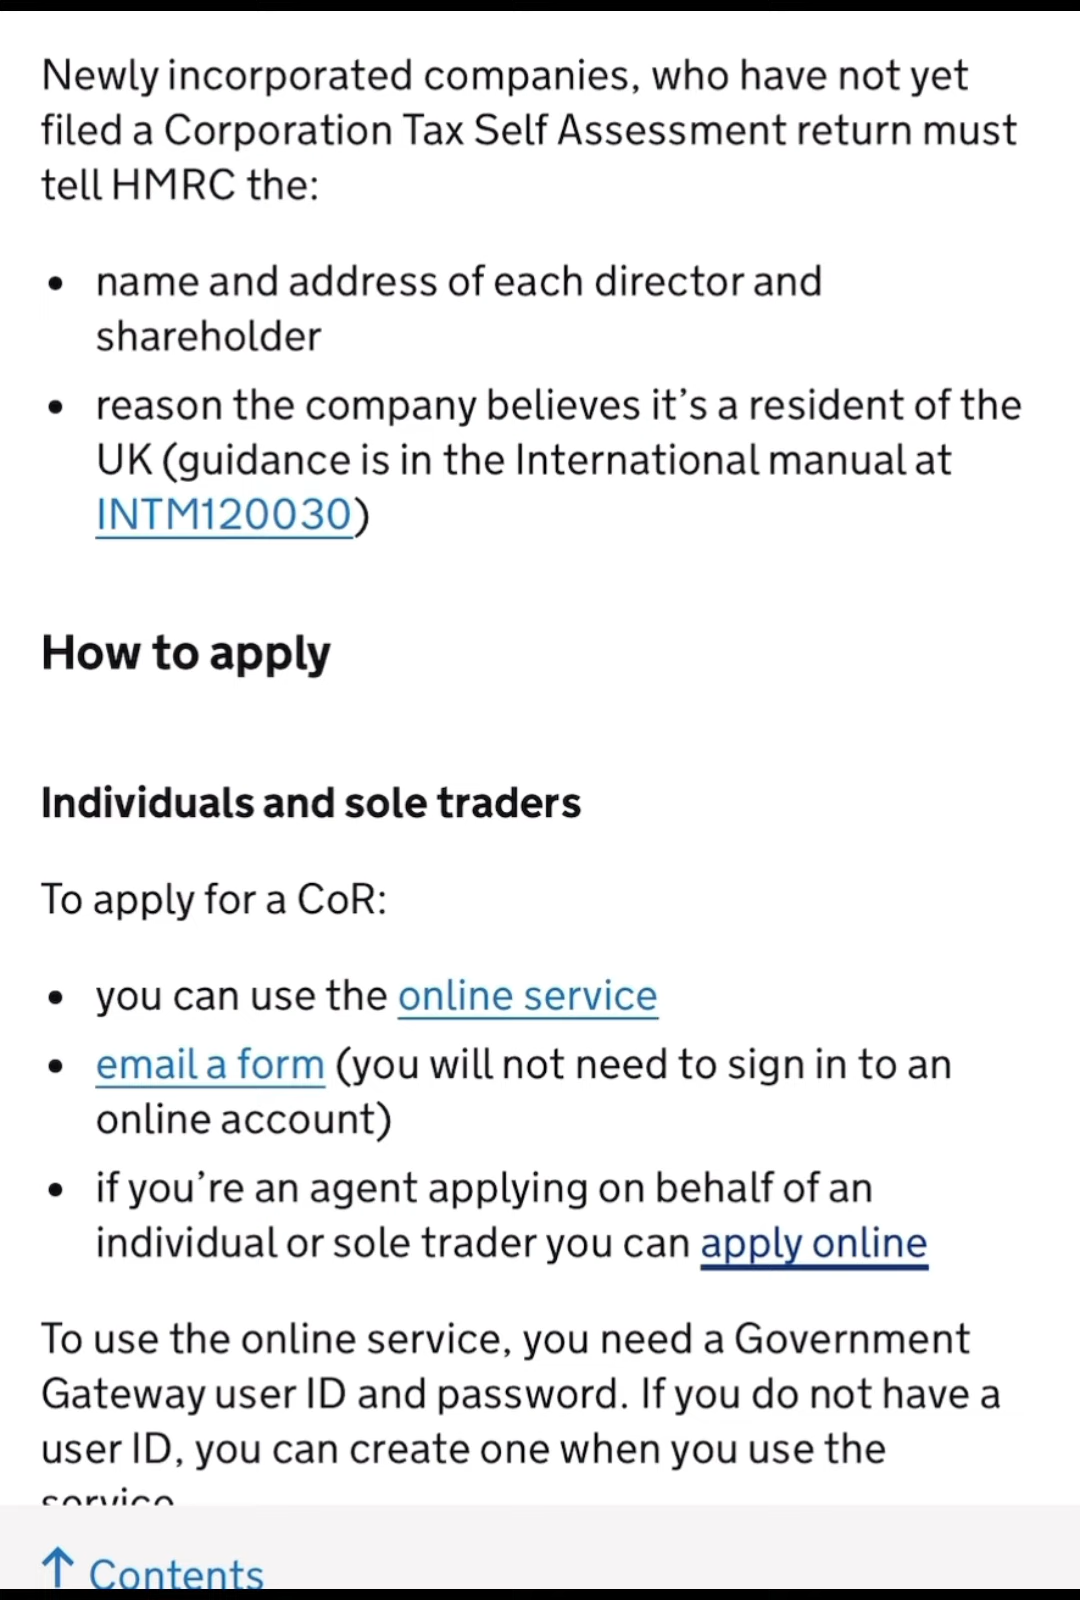 Newly incorporated companies, who have not yet
filed a Corporation Tax Self Assessment return must
tell HMRC the:
• name and address of each director and
shareholder
• reason the company believes it’s a resident of the
UK (guidance is in the International manual at
INTM120030)
How to apply
Individuals and sole traders
To apply for a CoR:
• you can use the online service
• email a form (you will not need to sign in to an
online account)
• if you’re an agent applying on behalf of an
individual or sole trader you can apply online
To use the online service, you need a Government
Gateway user ID and password. If you do not have a
user ID, you can create one when you use the
service
↑ Contents